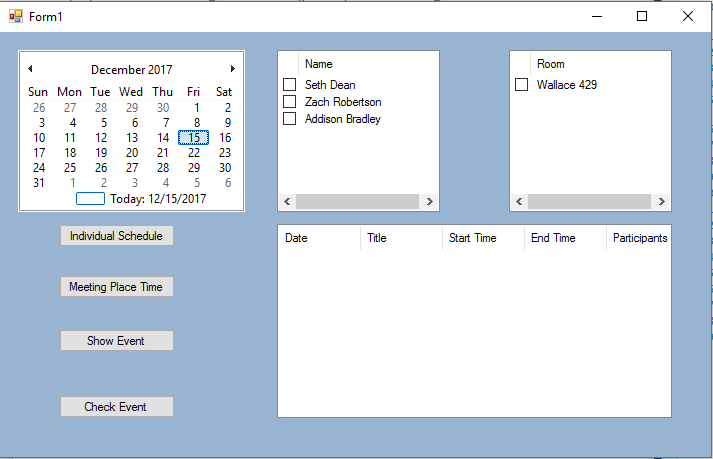 Form1
December 2017
Sun Mon Tue Wed Thu Fri Sat
26 27 28 29 30 1 2
3 4 5 6 7 8 9
10 11 12 13 14 15 16
17 18 19 20 21 22 23
24 25 26 27 28 29 30
31 1 2 3 4 5 6
Today: 12/15/2017
Name
Seth Dean
Zach Robertson
Addison Bradley
Room
Wallace 429
Individual Schedule
Meeting Place Time
Show Event
Check Event
Date Title Start Time End Time Participants